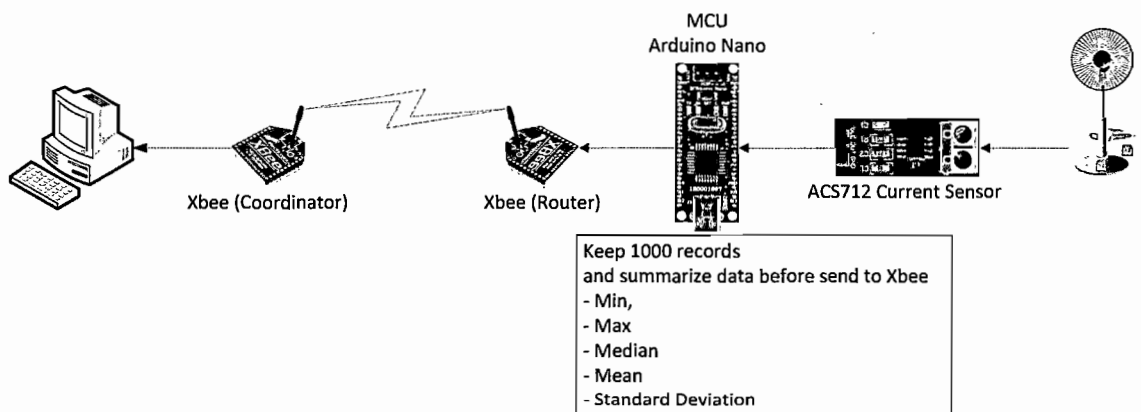 MCU
Arduino Nano
Xbee (Coordinator)
Xbee (Router)
ACS712 Current Sensor
Keep 1000 records
and summarize data before send to Xbee
- Min,
- Max
- Median
- Mean
- Standard Deviation